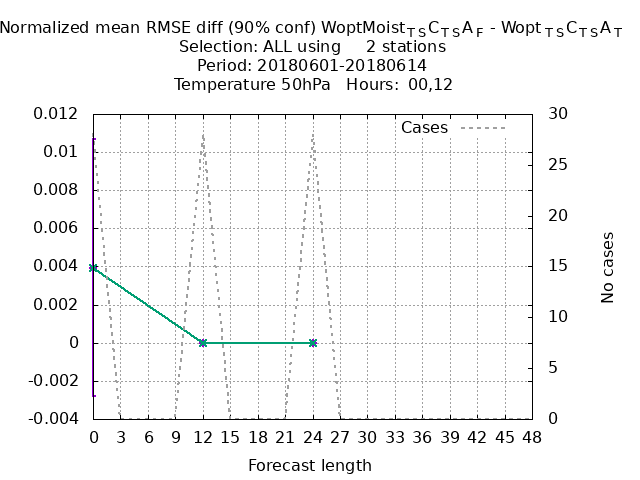 Normalized mean RMSE diff (90% conf) WoptMoist_T_SC_T_SA_F - Wopt_T_SC_T_SA_T
Selection: ALL using 2 stations
Period: 20180601-20180614
Temperature 50hPa Hours: 00,12
Cases
0.012
0.01
0.008
0.006
0.004
0.002
0
-0.002
-0.004
30
25
20
15
10
5
0
No cases
0 3 6 9 12 15 18 21 24 27 30 33 36 39 42 45 48
Forecast length